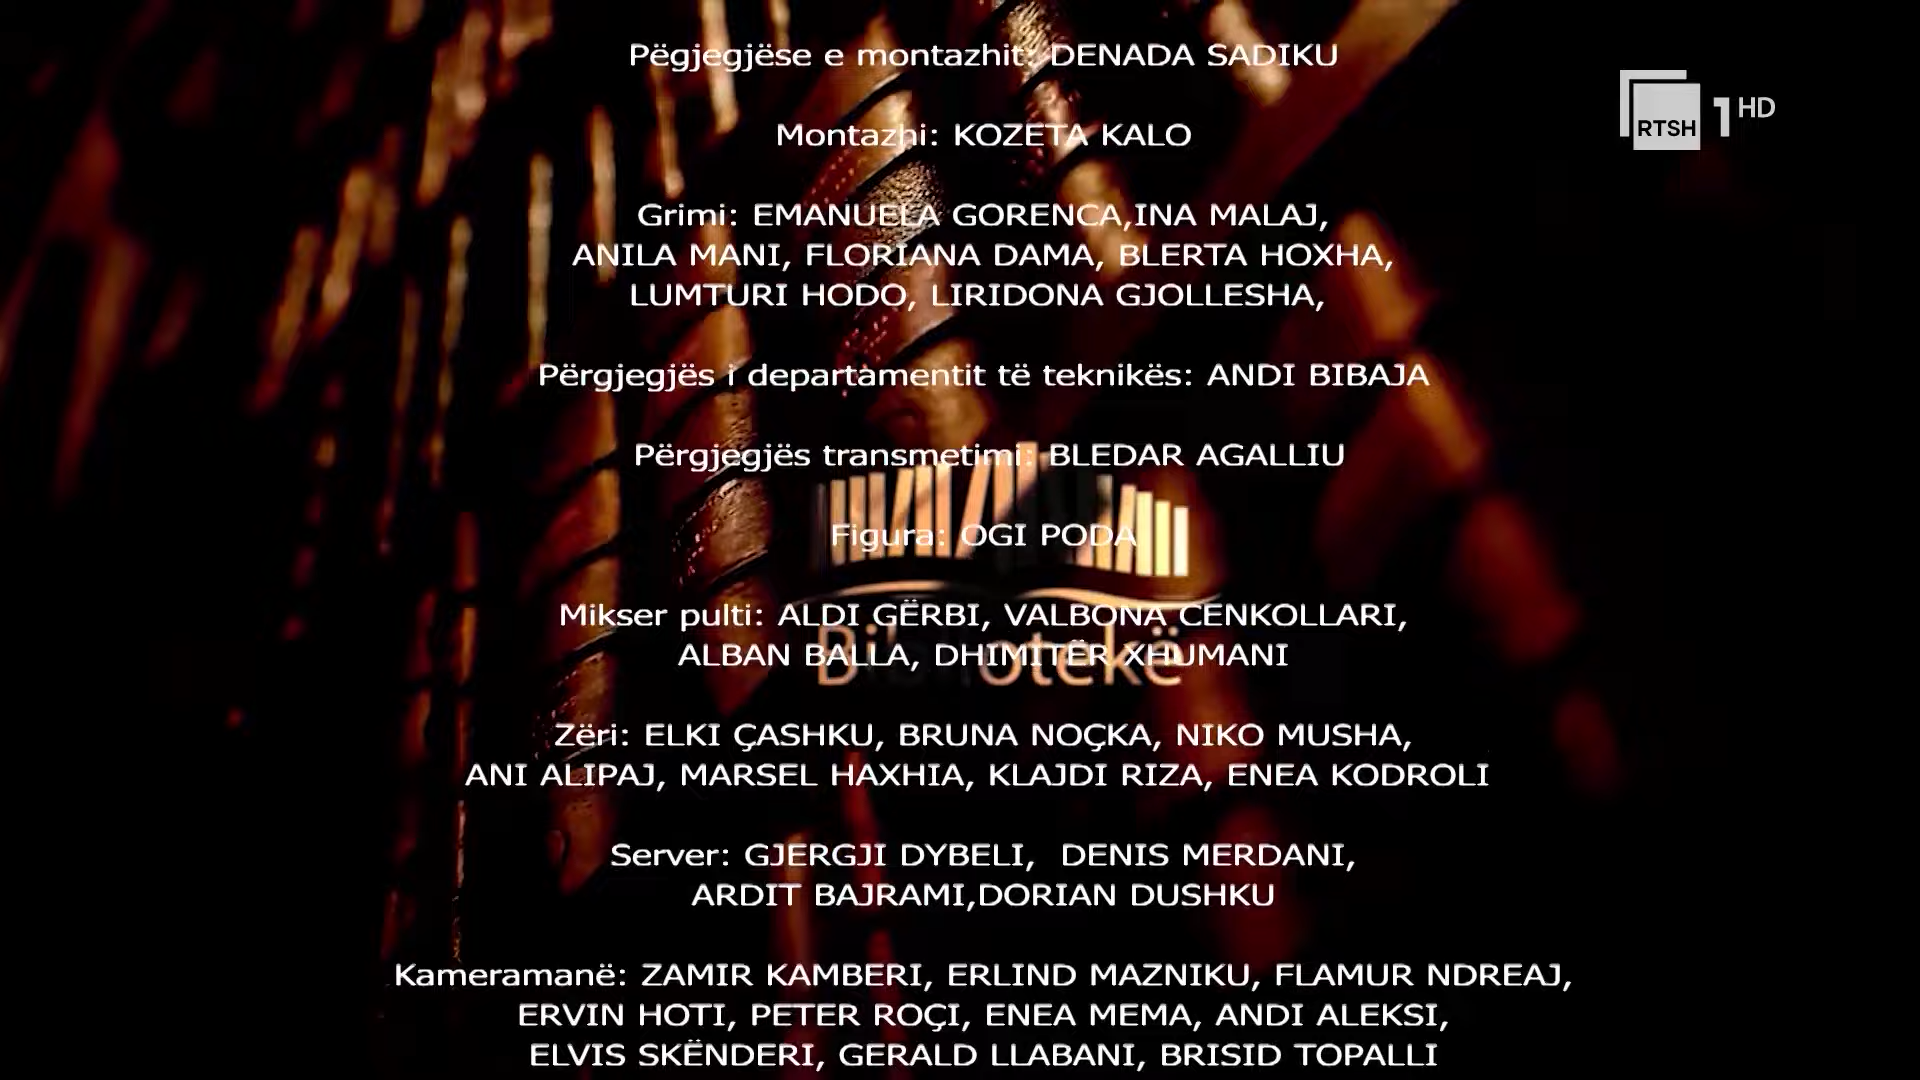 Pëgjegjëse e montazhit: DENADA SADIKU
RTSH 1 HD
Montazhi: KOZETA KALO
Grimi: EMANUELA GORENCA,INA MALAJ,
ANILA MANI, FLORIANA DAMA, BLERTA HOXHA,
LUMTURI HODO, LIRIDONA GJOLLESHA,
Përgjegjës i departamentit të teknikës: ANDI BIBAJA
Përgjegjës transmetimi: BLEDAR AGALLIU
Figura: OGI PODA
Mikser pulti: ALDI GËRBI, VALBONA CENKOLLARI,
ALBAN BALLA, DHIMITËR XHUMANI
Bibliotekë
Zëri: ELKI ÇASHKU, BRUNA NOÇKA, NIKO MUSHA,
ANI ALIPAJ, MARSEL HAXHIA, KLAJDI RIZA, ENEA KODROLI
Server: GJERGJI DYBELI,  DENIS MERDANI,
ARDIT BAJRAMI,DORIAN DUSHKU
Kameramanë: ZAMIR KAMBERI, ERLIND MAZNIKU, FLAMUR NDREAJ,
ERVIN HOTI, PETER ROÇI, ENEA MEMA, ANDI ALEKSI,
ELVIS SKËNDERI, GERALD LLABANI, BRISID TOPALLI